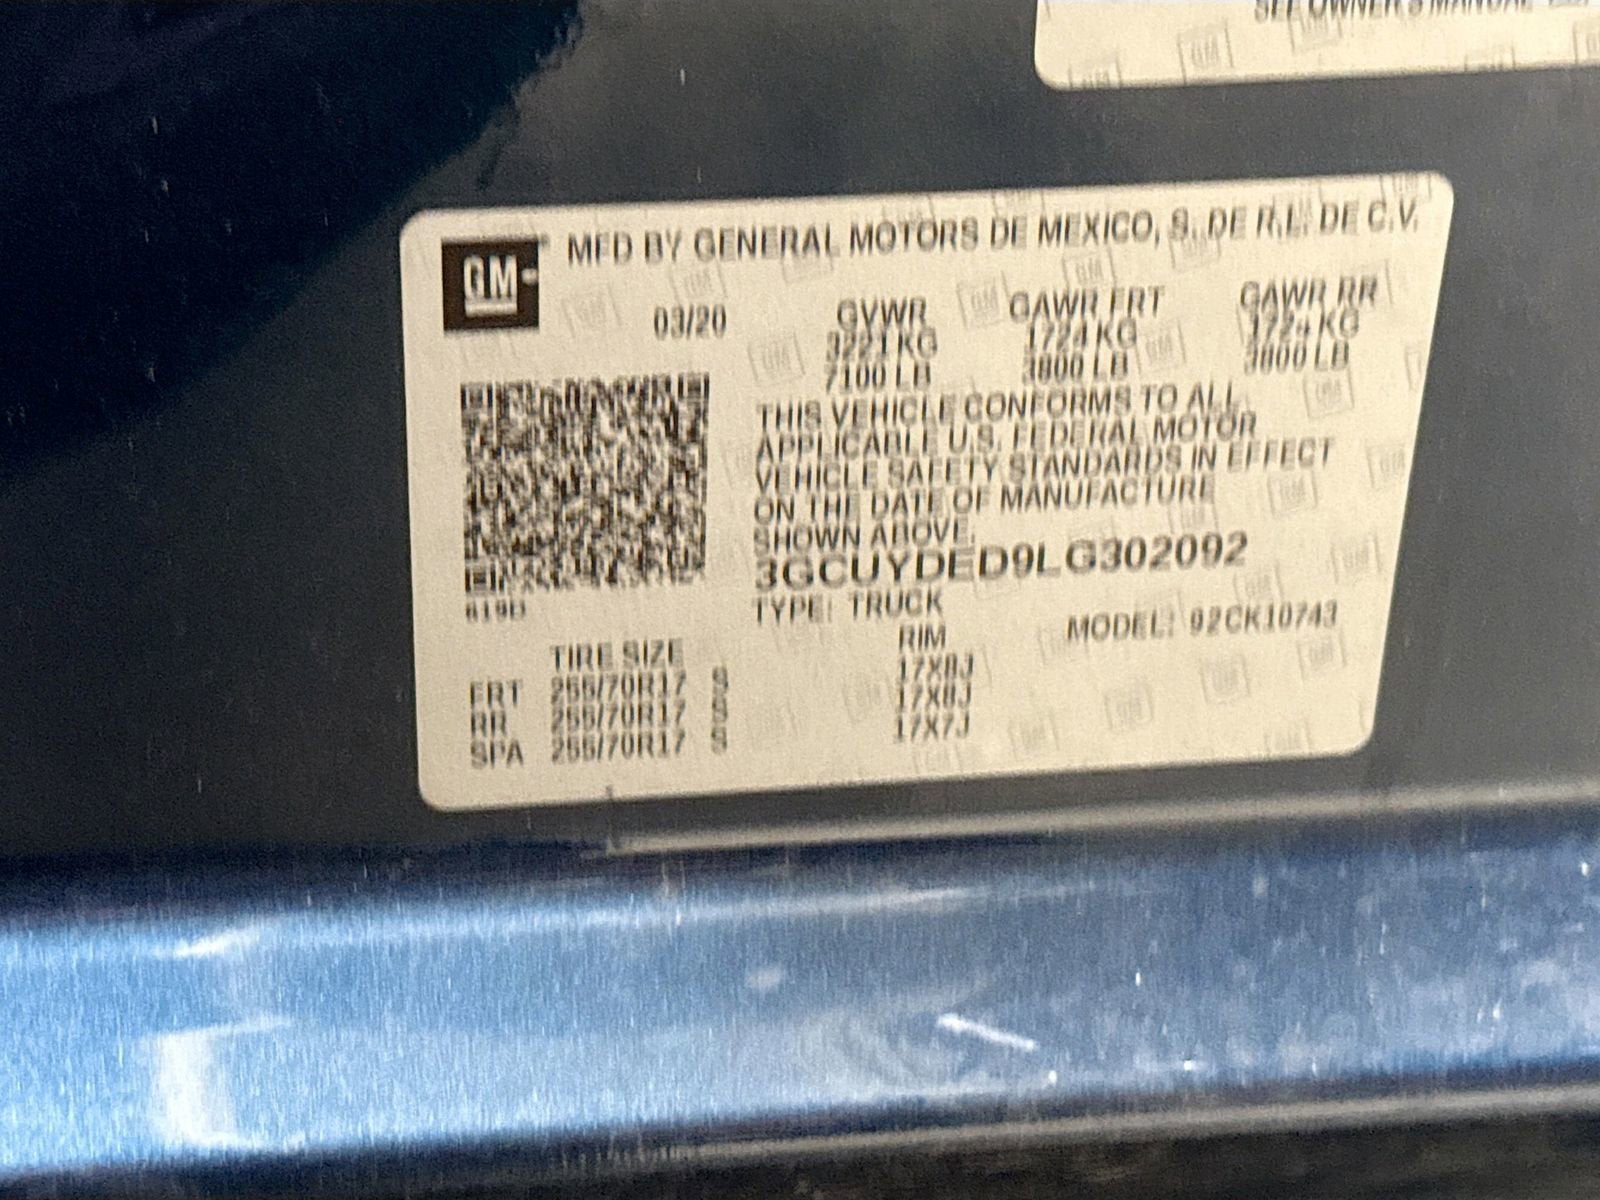 SEE OWNER'S MANUAL
GM
MFD BY GENERAL MOTORS DE MEXICO, S. DE R.L. DE C.V.
03/20 GVWR GAWR FRT GAWR RR
3221 KG 1724 KG 1724 KG
7100 LB 3800 LB 3800 LB
THIS VEHICLE CONFORMS TO ALL
APPLICABLE U.S. FEDERAL MOTOR
VEHICLE SAFETY STANDARDS IN EFFECT
ON THE DATE OF MANUFACTURE
SHOWN ABOVE.
3GCUYDED9LG302092
619B
TYPE: TRUCK MODEL: 92CK10743
TIRE SIZE RIM
FRT 255/70R17 S 17X8J
RR 255/70R17 S 17X8J
SPA 255/70R17 S 17X7J